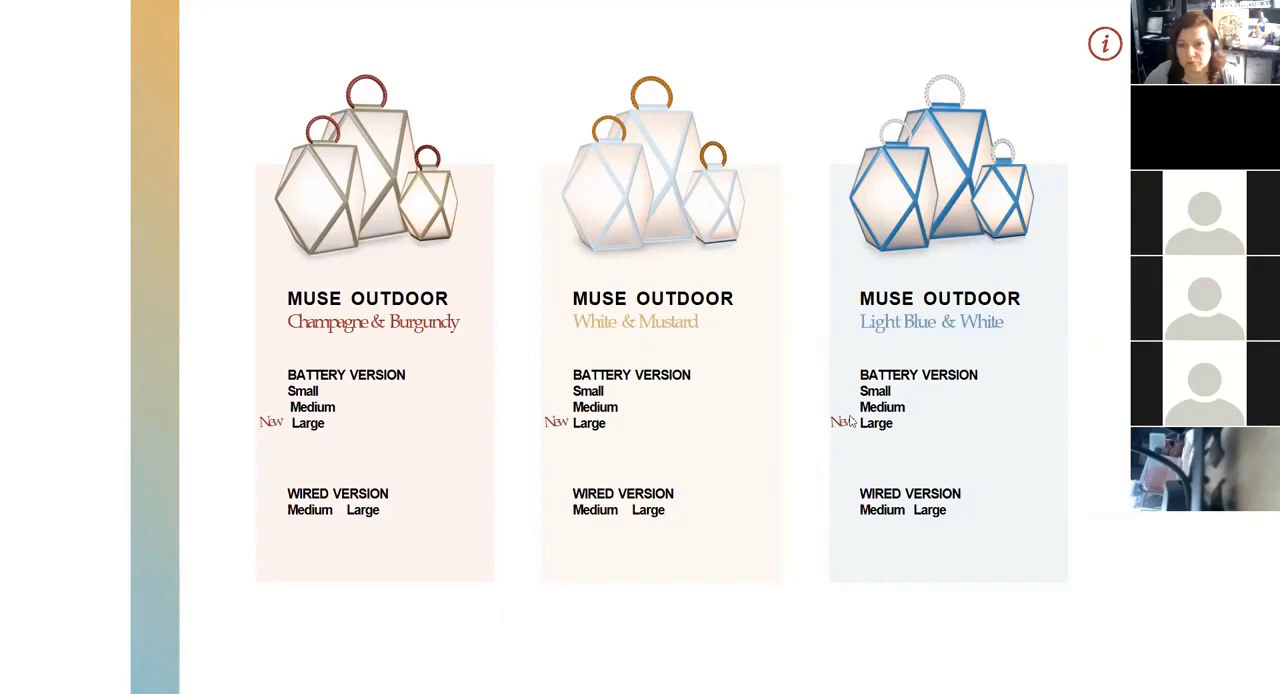 i
MUSE OUTDOOR
Champagne & Burgundy
BATTERY VERSION
Small
Medium
New Large
WIRED VERSION
Medium Large
MUSE OUTDOOR
White & Mustard
BATTERY VERSION
Small
Medium
New Large
WIRED VERSION
Medium Large
MUSE OUTDOOR
Light Blue & White
BATTERY VERSION
Small
Medium
New Large
WIRED VERSION
Medium Large